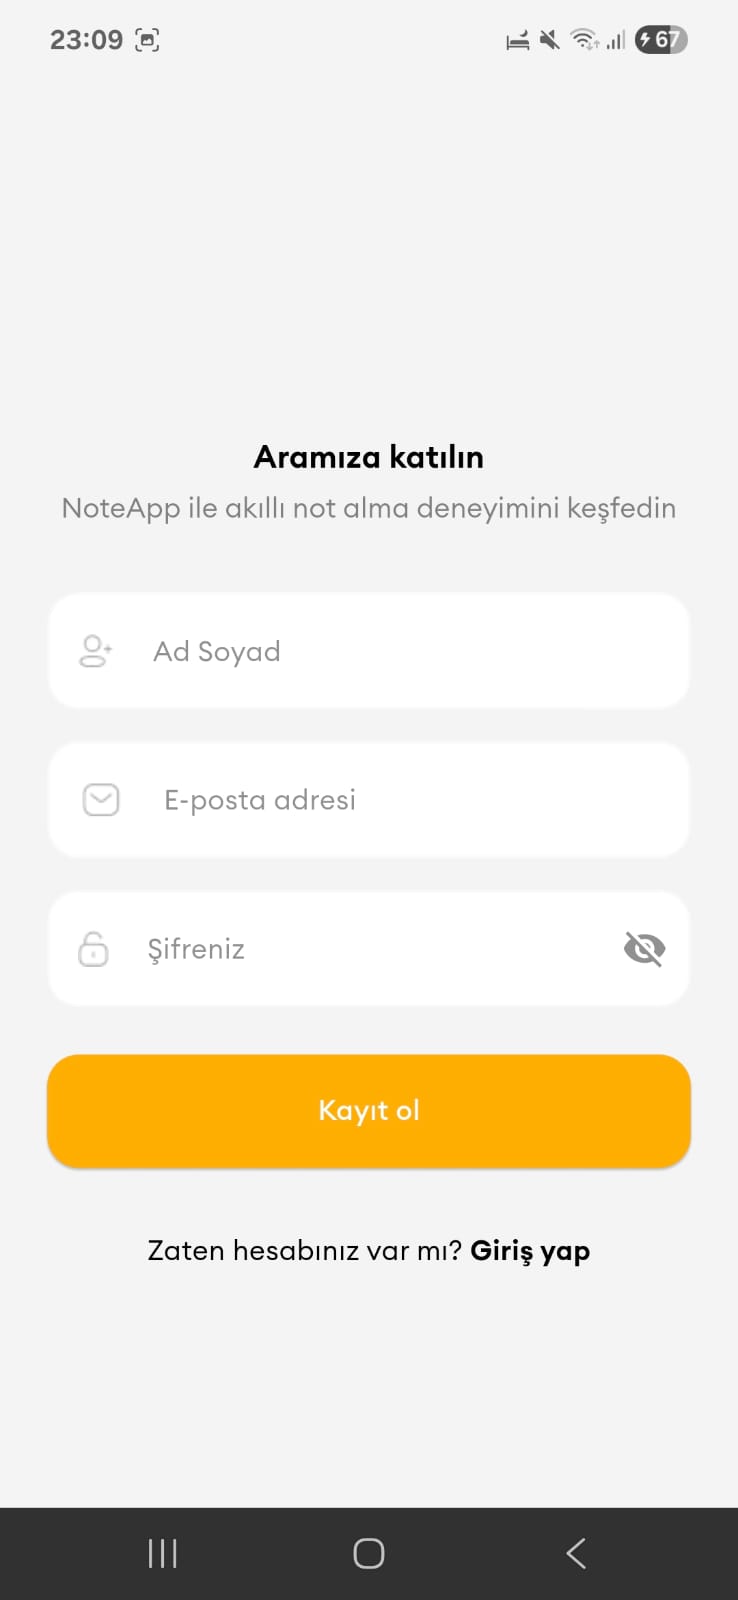 23:09
67
Aramıza katılın
NoteApp ile akıllı not alma deneyimini keşfedin
Ad Soyad
E-posta adresi
Şifreniz
Kayıt ol
Zaten hesabınız var mı? Giriş yap